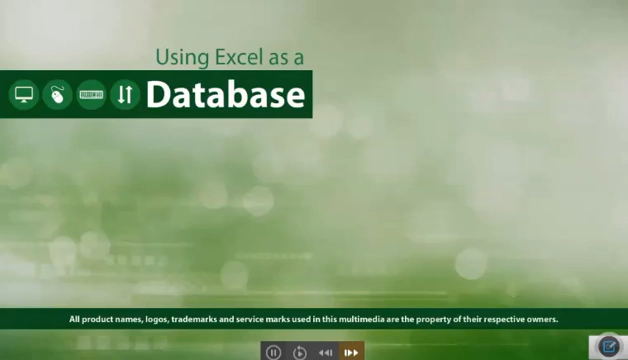 Using Excel as a
Database
All product names, logos, trademarks and service marks used in this multimedia are the property of their respective owners.